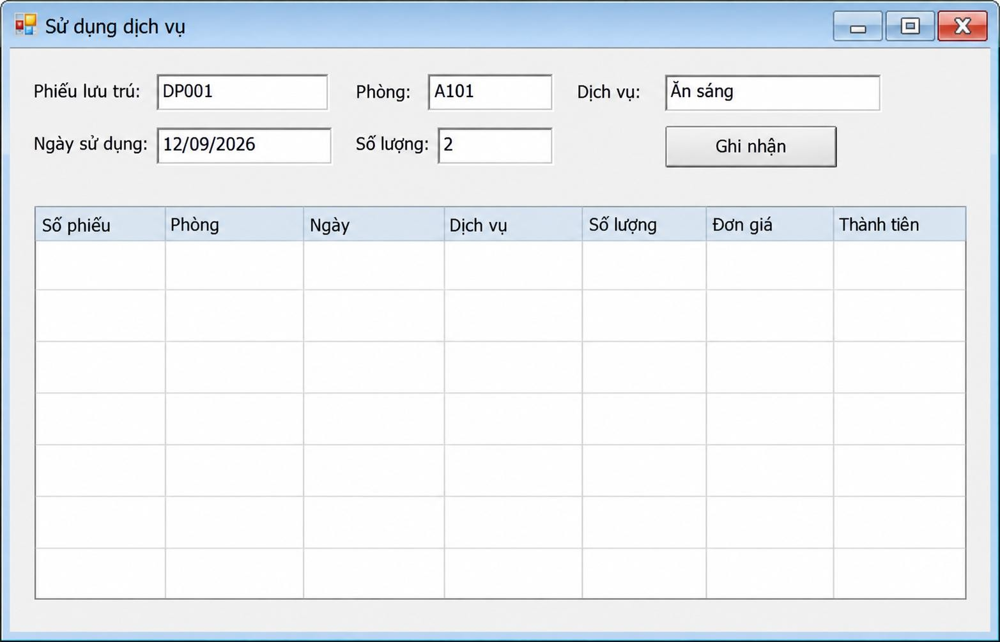 Sử dụng dịch vụ
Phiếu lưu trú: DP001 Phòng: A101 Dịch vụ: Ăn sáng
Ngày sử dụng: 12/09/2026 Số lượng: 2 Ghi nhận
Số phiếu Phòng Ngày Dịch vụ Số lượng Đơn giá Thành tiên